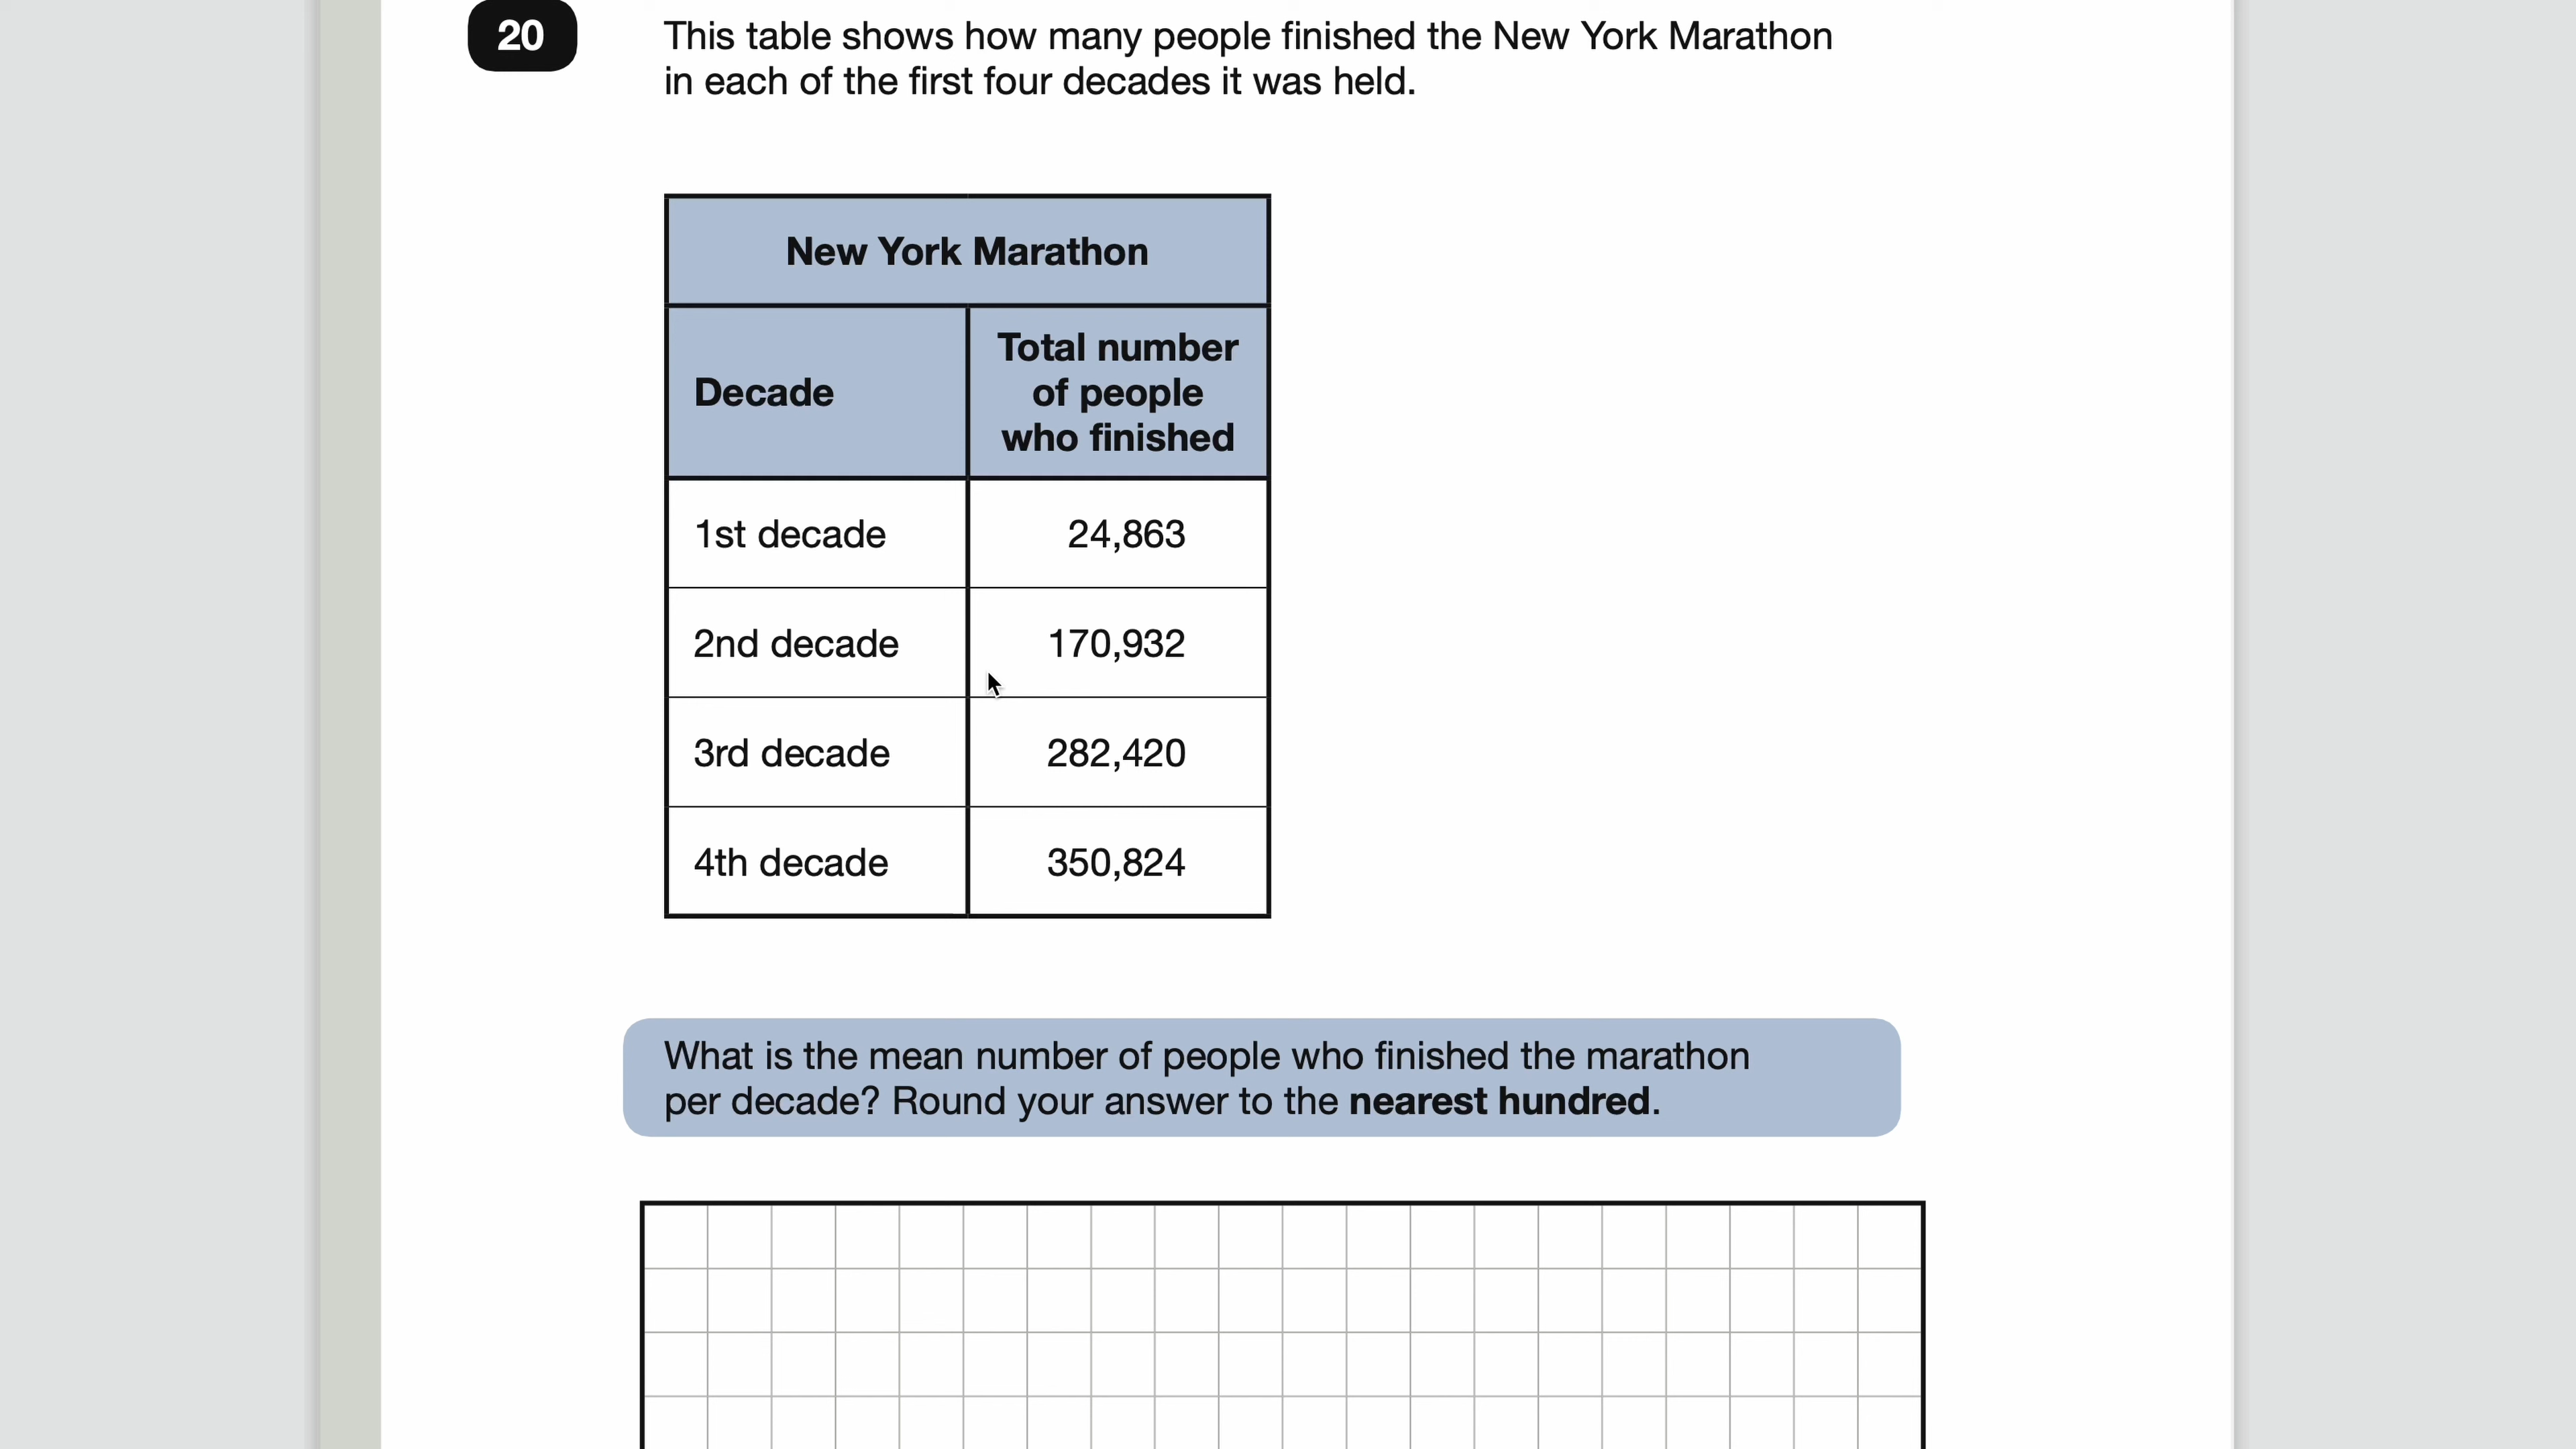 20
This table shows how many people finished the New York Marathon
in each of the first four decades it was held.
New York Marathon
Decade
Total number
of people
who finished
1st decade 24,863
2nd decade 170,932
3rd decade 282,420
4th decade 350,824
What is the mean number of people who finished the marathon
per decade? Round your answer to the nearest hundred.